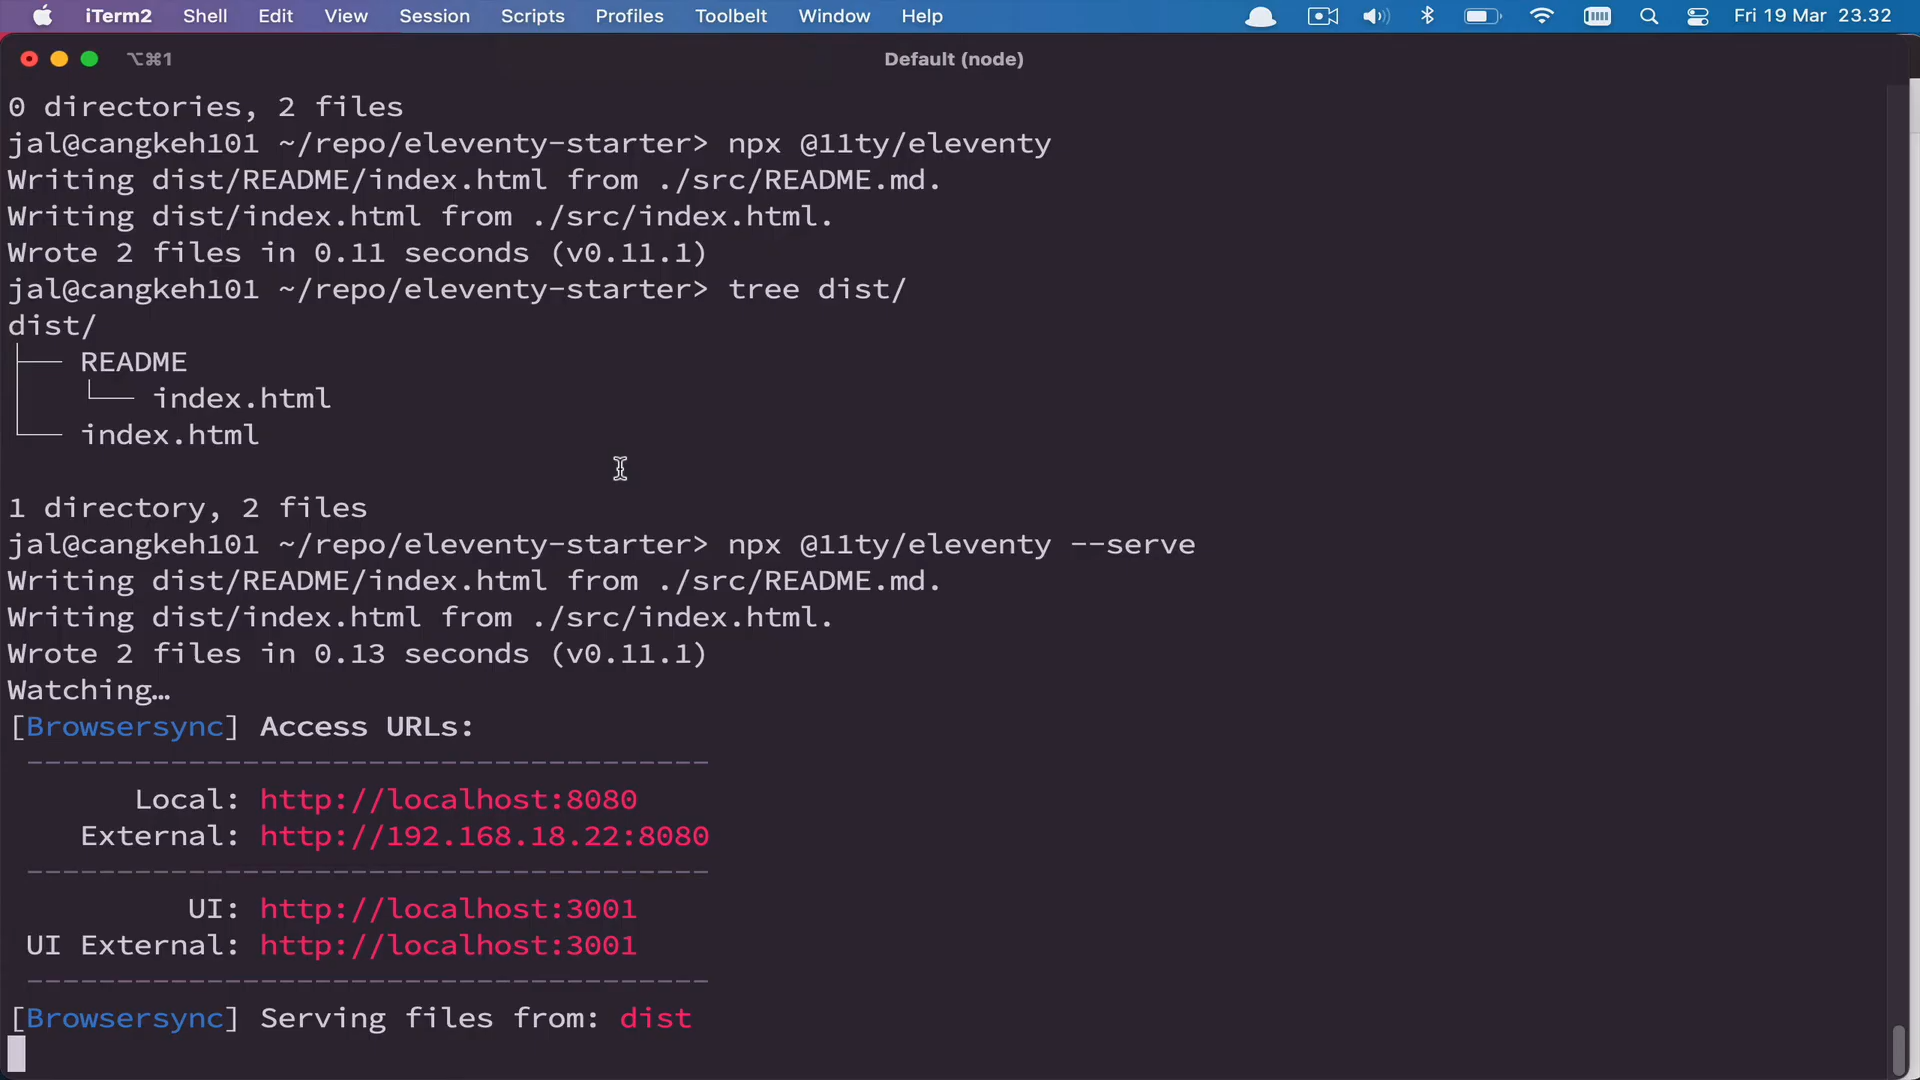 iTerm2 Shell Edit View Session Scripts Profiles Toolbelt Window Help Fri 19 Mar 23.32
⌥⌘1 Default (node)
0 directories, 2 files
jal@cangkeh101 ~/repo/eleventy-starter> npx @11ty/eleventy
Writing dist/README/index.html from ./src/README.md.
Writing dist/index.html from ./src/index.html.
Wrote 2 files in 0.11 seconds (v0.11.1)
jal@cangkeh101 ~/repo/eleventy-starter> tree dist/
dist/
├── README
│   └── index.html
└── index.html
1 directory, 2 files
jal@cangkeh101 ~/repo/eleventy-starter> npx @11ty/eleventy --serve
Writing dist/README/index.html from ./src/README.md.
Writing dist/index.html from ./src/index.html.
Wrote 2 files in 0.13 seconds (v0.11.1)
Watching…
[Browsersync] Access URLs:
--------------------------------------
Local: http://localhost:8080
External: http://192.168.18.22:8080
--------------------------------------
UI: http://localhost:3001
UI External: http://localhost:3001
--------------------------------------
[Browsersync] Serving files from: dist